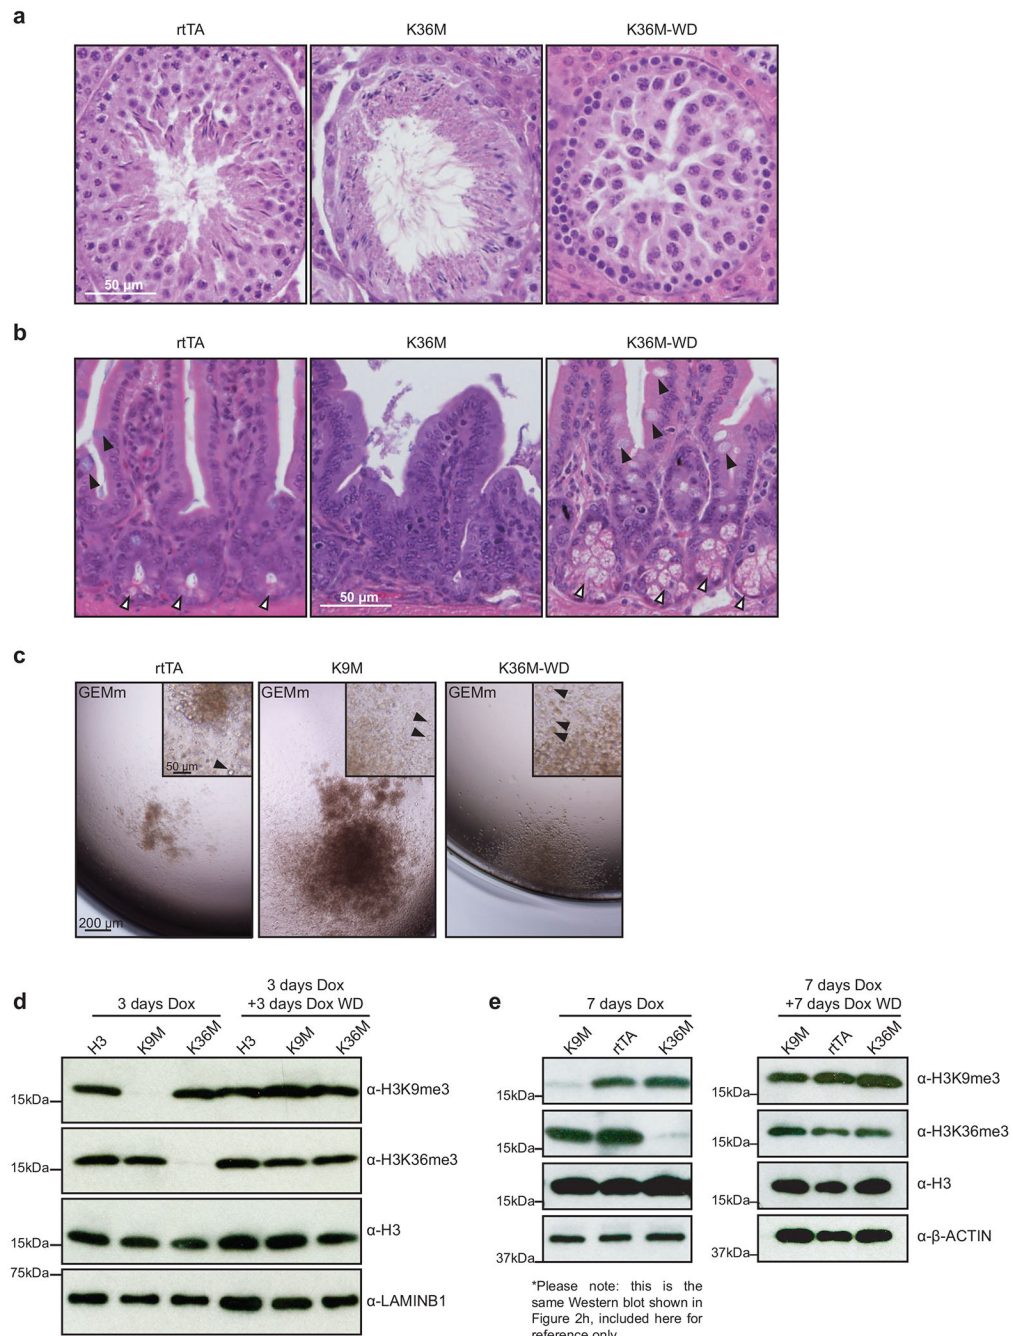 a
rtTA K36M K36M-WD
50 µm
b
rtTA K36M K36M-WD
50 µm
c
rtTA K9M K36M-WD
GEMm GEMm GEMm
50 µm
200 µm
d
3 days Dox
3 days Dox
+3 days Dox WD
H3 K9M K36M H3 K9M K36M
15kDa α-H3K9me3
15kDa α-H3K36me3
15kDa α-H3
75kDa α-LAMINB1
e
7 days Dox
7 days Dox
+7 days Dox WD
K9M rtTA K36M K9M rtTA K36M
15kDa 15kDa α-H3K9me3
15kDa 15kDa α-H3K36me3
15kDa 15kDa α-H3
37kDa 37kDa α-β-ACTIN
*Please note: this is the
same Western blot shown in
Figure 2h, included here for
reference only